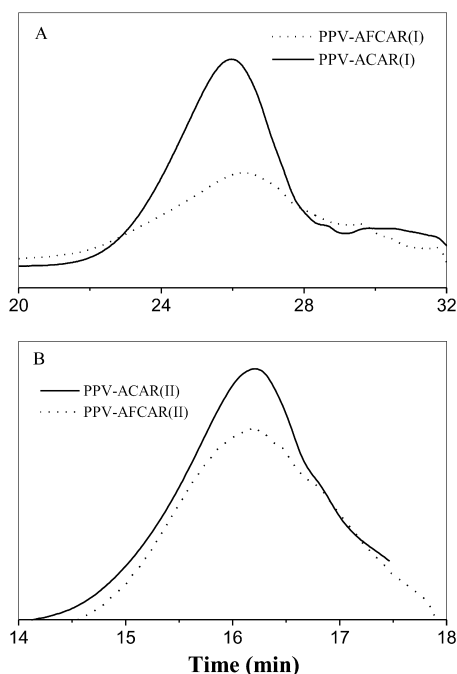 A
PPV-AFCAR(I)
PPV-ACAR(I)
20 24 28 32
B
PPV-ACAR(II)
PPV-AFCAR(II)
14 15 16 17 18
Time (min)